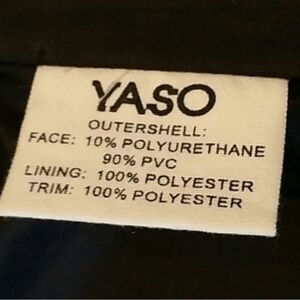 YASO
OUTERSHELL:
FACE: 10% POLYURETHANE
90% PVC
LINING: 100% POLYESTER
TRIM: 100% POLYESTER